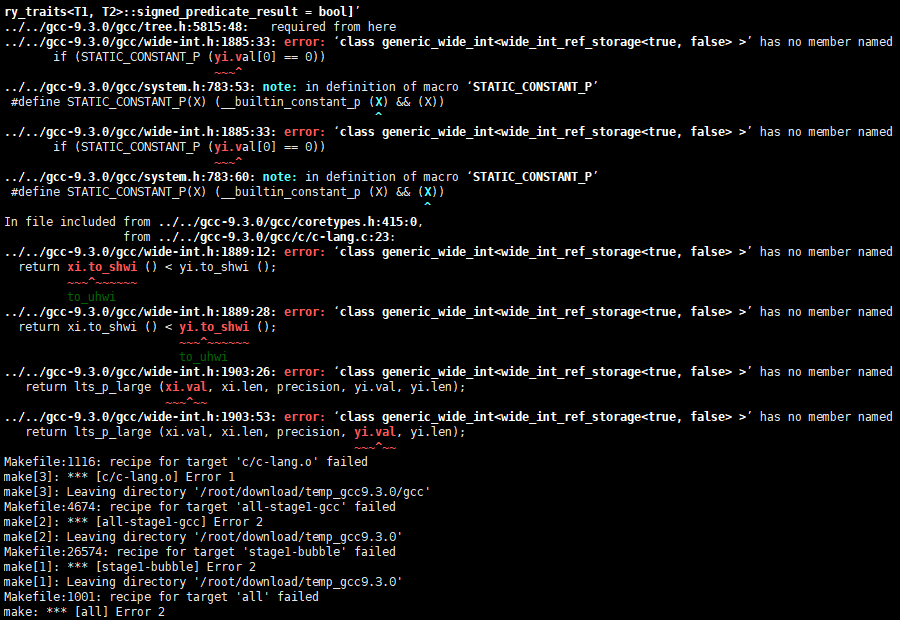 ry_traits<T1, T2>::signed_predicate_result = bool]’
../../gcc-9.3.0/gcc/tree.h:5815:48:   required from here
../../gcc-9.3.0/gcc/wide-int.h:1885:33: error: ‘class generic_wide_int<wide_int_ref_storage<true, false> >’ has no member named
       if (STATIC_CONSTANT_P (yi.val[0] == 0))
                              ~~~^
../../gcc-9.3.0/gcc/system.h:783:53: note: in definition of macro ‘STATIC_CONSTANT_P’
 #define STATIC_CONSTANT_P(X) (__builtin_constant_p (X) && (X))
                                                     ^
../../gcc-9.3.0/gcc/wide-int.h:1885:33: error: ‘class generic_wide_int<wide_int_ref_storage<true, false> >’ has no member named
       if (STATIC_CONSTANT_P (yi.val[0] == 0))
                              ~~~^
../../gcc-9.3.0/gcc/system.h:783:60: note: in definition of macro ‘STATIC_CONSTANT_P’
 #define STATIC_CONSTANT_P(X) (__builtin_constant_p (X) && (X))
                                                            ^
In file included from ../../gcc-9.3.0/gcc/coretypes.h:415:0,
                 from ../../gcc-9.3.0/gcc/c/c-lang.c:23:
../../gcc-9.3.0/gcc/wide-int.h:1889:12: error: ‘class generic_wide_int<wide_int_ref_storage<true, false> >’ has no member named
  return xi.to_shwi () < yi.to_shwi ();
         ~~~^~~~~~~
         to_uhwi
../../gcc-9.3.0/gcc/wide-int.h:1889:28: error: ‘class generic_wide_int<wide_int_ref_storage<true, false> >’ has no member named
  return xi.to_shwi () < yi.to_shwi ();
                         ~~~^~~~~~~
                         to_uhwi
../../gcc-9.3.0/gcc/wide-int.h:1903:26: error: ‘class generic_wide_int<wide_int_ref_storage<true, false> >’ has no member named
   return lts_p_large (xi.val, xi.len, precision, yi.val, yi.len);
                       ~~~^~~
../../gcc-9.3.0/gcc/wide-int.h:1903:53: error: ‘class generic_wide_int<wide_int_ref_storage<true, false> >’ has no member named
   return lts_p_large (xi.val, xi.len, precision, yi.val, yi.len);
                                                  ~~~^~~
Makefile:1116: recipe for target 'c/c-lang.o' failed
make[3]: *** [c/c-lang.o] Error 1
make[3]: Leaving directory '/root/download/temp_gcc9.3.0/gcc'
Makefile:4674: recipe for target 'all-stage1-gcc' failed
make[2]: *** [all-stage1-gcc] Error 2
make[2]: Leaving directory '/root/download/temp_gcc9.3.0'
Makefile:26574: recipe for target 'stage1-bubble' failed
make[1]: *** [stage1-bubble] Error 2
make[1]: Leaving directory '/root/download/temp_gcc9.3.0'
Makefile:1001: recipe for target 'all' failed
make: *** [all] Error 2